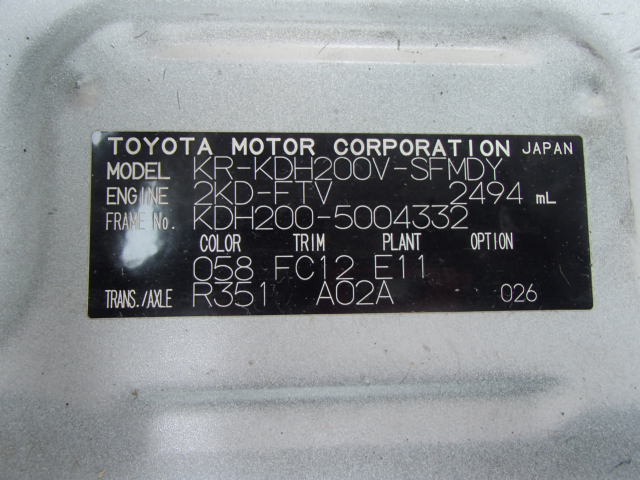 TOYOTA MOTOR CORPORATION JAPAN
MODEL KR-KDH200V-SFMDY
ENGINE 2KD-FTV 2494 mL
FRAME No. KDH200-5004332
COLOR TRIM PLANT OPTION
058 FC12 E11
TRANS./AXLE R351 A02A 026